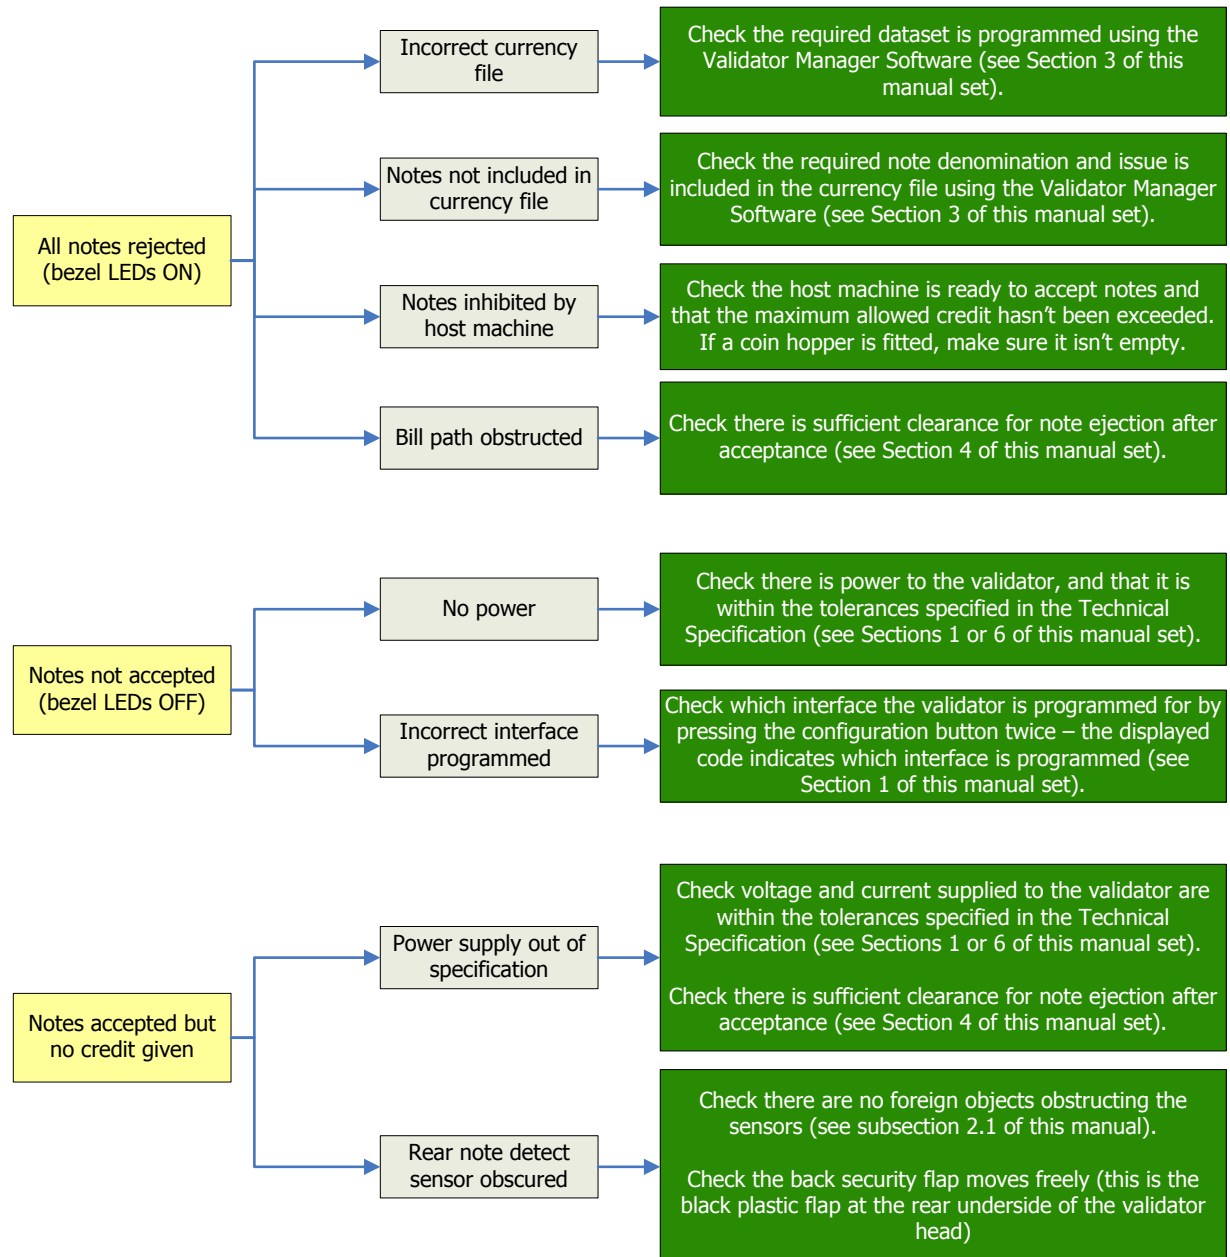 All notes rejected
(bezel LEDs ON)
Incorrect currency
file
Check the required dataset is programmed using the
Validator Manager Software (see Section 3 of this
manual set).
Notes not included in
currency file
Check the required note denomination and issue is
included in the currency file using the Validator Manager
Software (see Section 3 of this manual set).
Notes inhibited by
host machine
Check the host machine is ready to accept notes and
that the maximum allowed credit hasn’t been exceeded.
If a coin hopper is fitted, make sure it isn’t empty.
Bill path obstructed
Check there is sufficient clearance for note ejection after
acceptance (see Section 4 of this manual set).
Notes not accepted
(bezel LEDs OFF)
No power
Check there is power to the validator, and that it is
within the tolerances specified in the Technical
Specification (see Sections 1 or 6 of this manual set).
Incorrect interface
programmed
Check which interface the validator is programmed for by
pressing the configuration button twice – the displayed
code indicates which interface is programmed (see
Section 1 of this manual set).
Notes accepted but
no credit given
Power supply out of
specification
Check voltage and current supplied to the validator are
within the tolerances specified in the Technical
Specification (see Sections 1 or 6 of this manual set).
Check there is sufficient clearance for note ejection after
acceptance (see Section 4 of this manual set).
Rear note detect
sensor obscured
Check there are no foreign objects obstructing the
sensors (see subsection 2.1 of this manual).
Check the back security flap moves freely (this is the
black plastic flap at the rear underside of the validator
head)